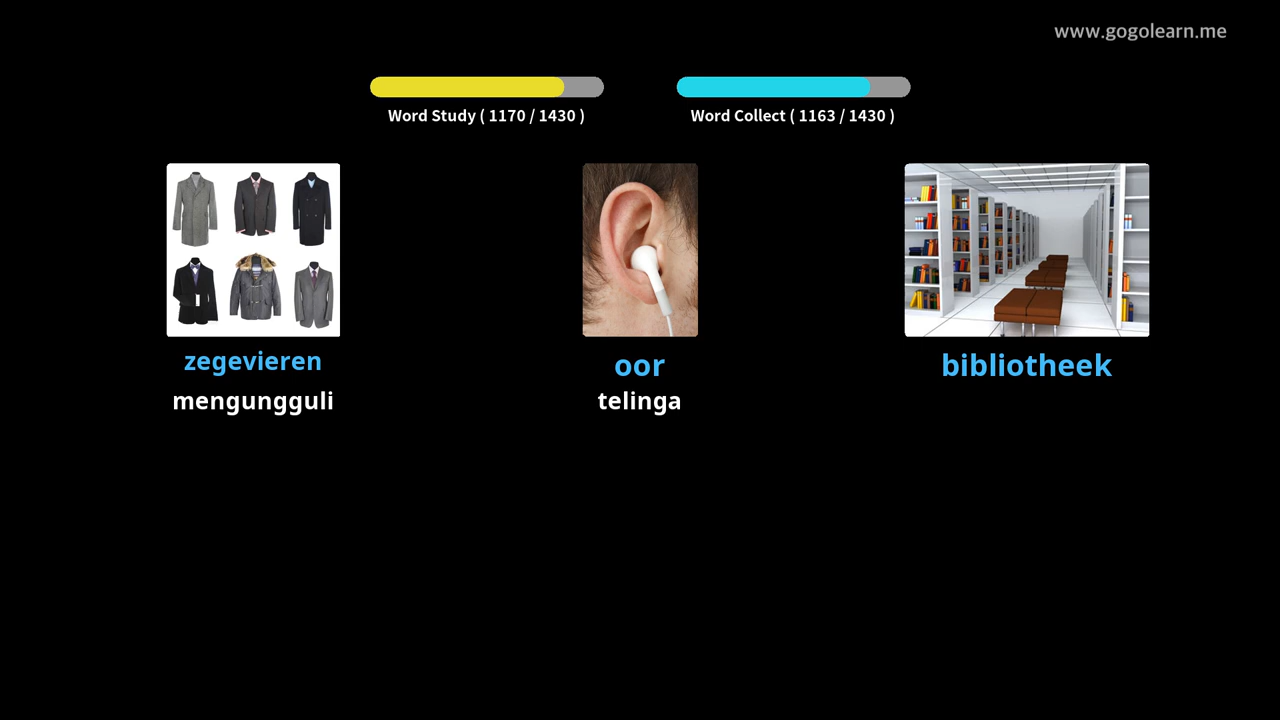 www.gogolearn.me
Word Study ( 1170 / 1430 )
Word Collect ( 1163 / 1430 )
zegevieren
mengungguli
oor
telinga
bibliotheek